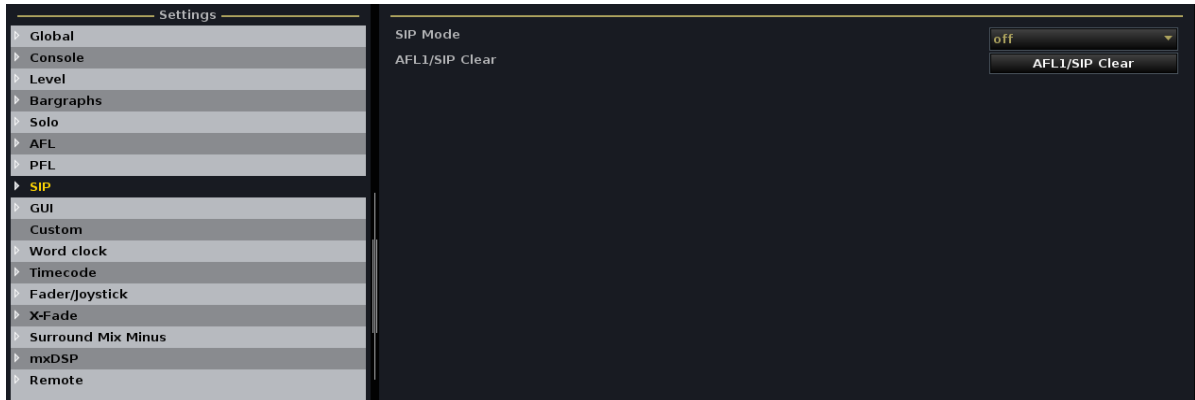 Settings
Global
Console
Level
Bargraphs
Solo
AFL
PFL
SIP
GUI
Custom
Word clock
Timecode
Fader/Joystick
X-Fade
Surround Mix Minus
mxDSP
Remote
SIP Mode
off
AFL1/SIP Clear
AFL1/SIP Clear